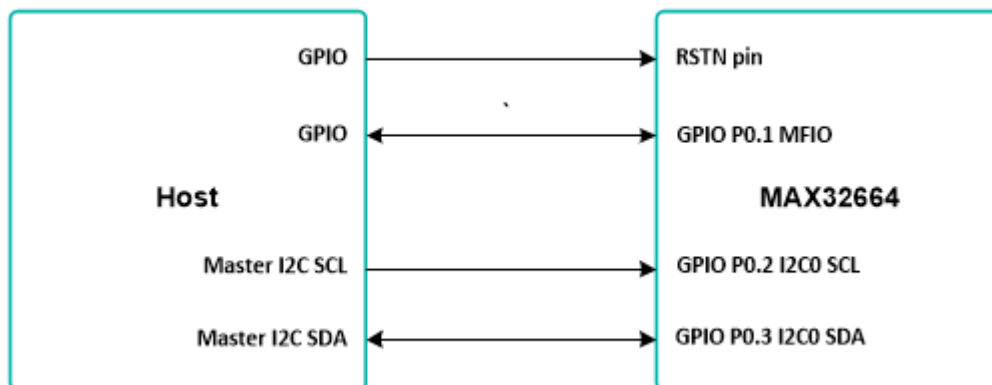 GPIO
RSTN pin
GPIO
GPIO P0.1 MFIO
Host
MAX32664
Master I2C SCL
GPIO P0.2 I2C0 SCL
Master I2C SDA
GPIO P0.3 I2C0 SDA